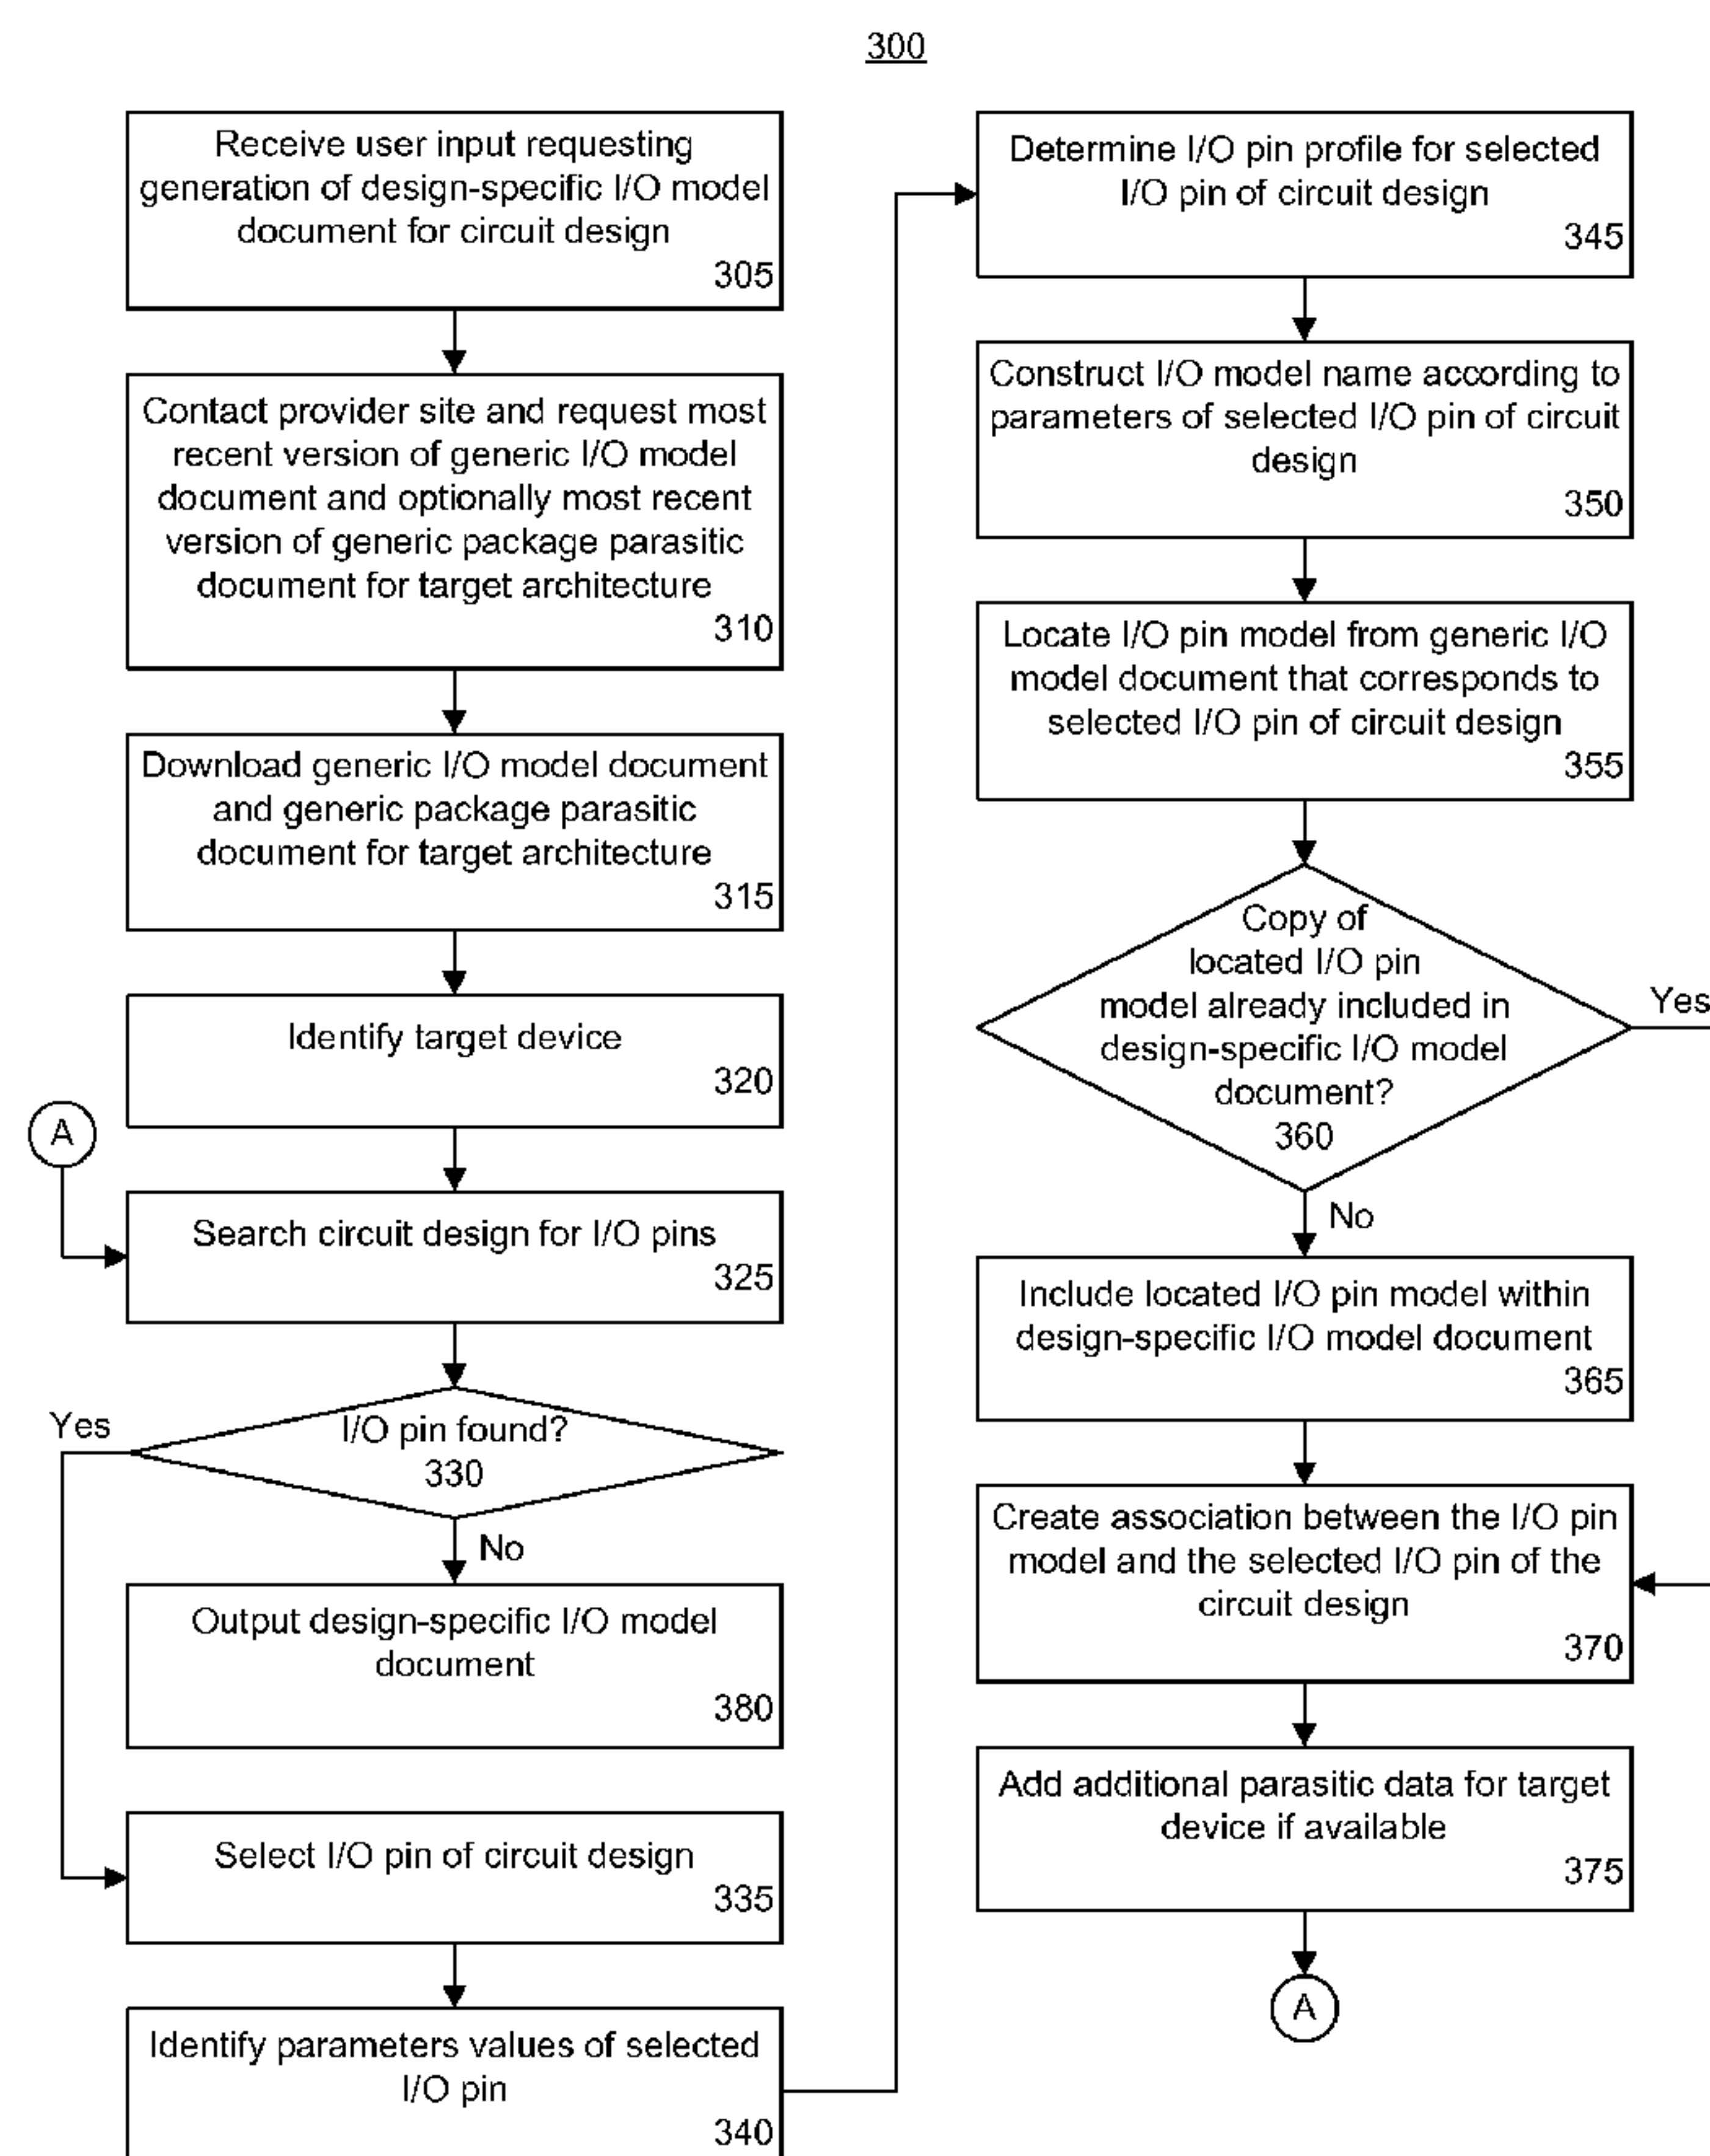 300
Receive user input requesting
generation of design-specific I/O model
document for circuit design
305
Contact provider site and request most
recent version of generic I/O model
document and optionally most recent
version of generic package parasitic
document for target architecture
310
Download generic I/O model document
and generic package parasitic
document for target architecture
315
Identify target device
320
A
Search circuit design for I/O pins
325
I/O pin found?
330
Yes
No
Output design-specific I/O model
document
380
Select I/O pin of circuit design
335
Identify parameters values of selected
I/O pin
340
Determine I/O pin profile for selected
I/O pin of circuit design
345
Construct I/O model name according to
parameters of selected I/O pin of circuit
design
350
Locate I/O pin model from generic I/O
model document that corresponds to
selected I/O pin of circuit design
355
Copy of
located I/O pin
model already included in
design-specific I/O model
document?
360
Yes
No
Include located I/O pin model within
design-specific I/O model document
365
Create association between the I/O pin
model and the selected I/O pin of the
circuit design
370
Add additional parasitic data for target
device if available
375
A